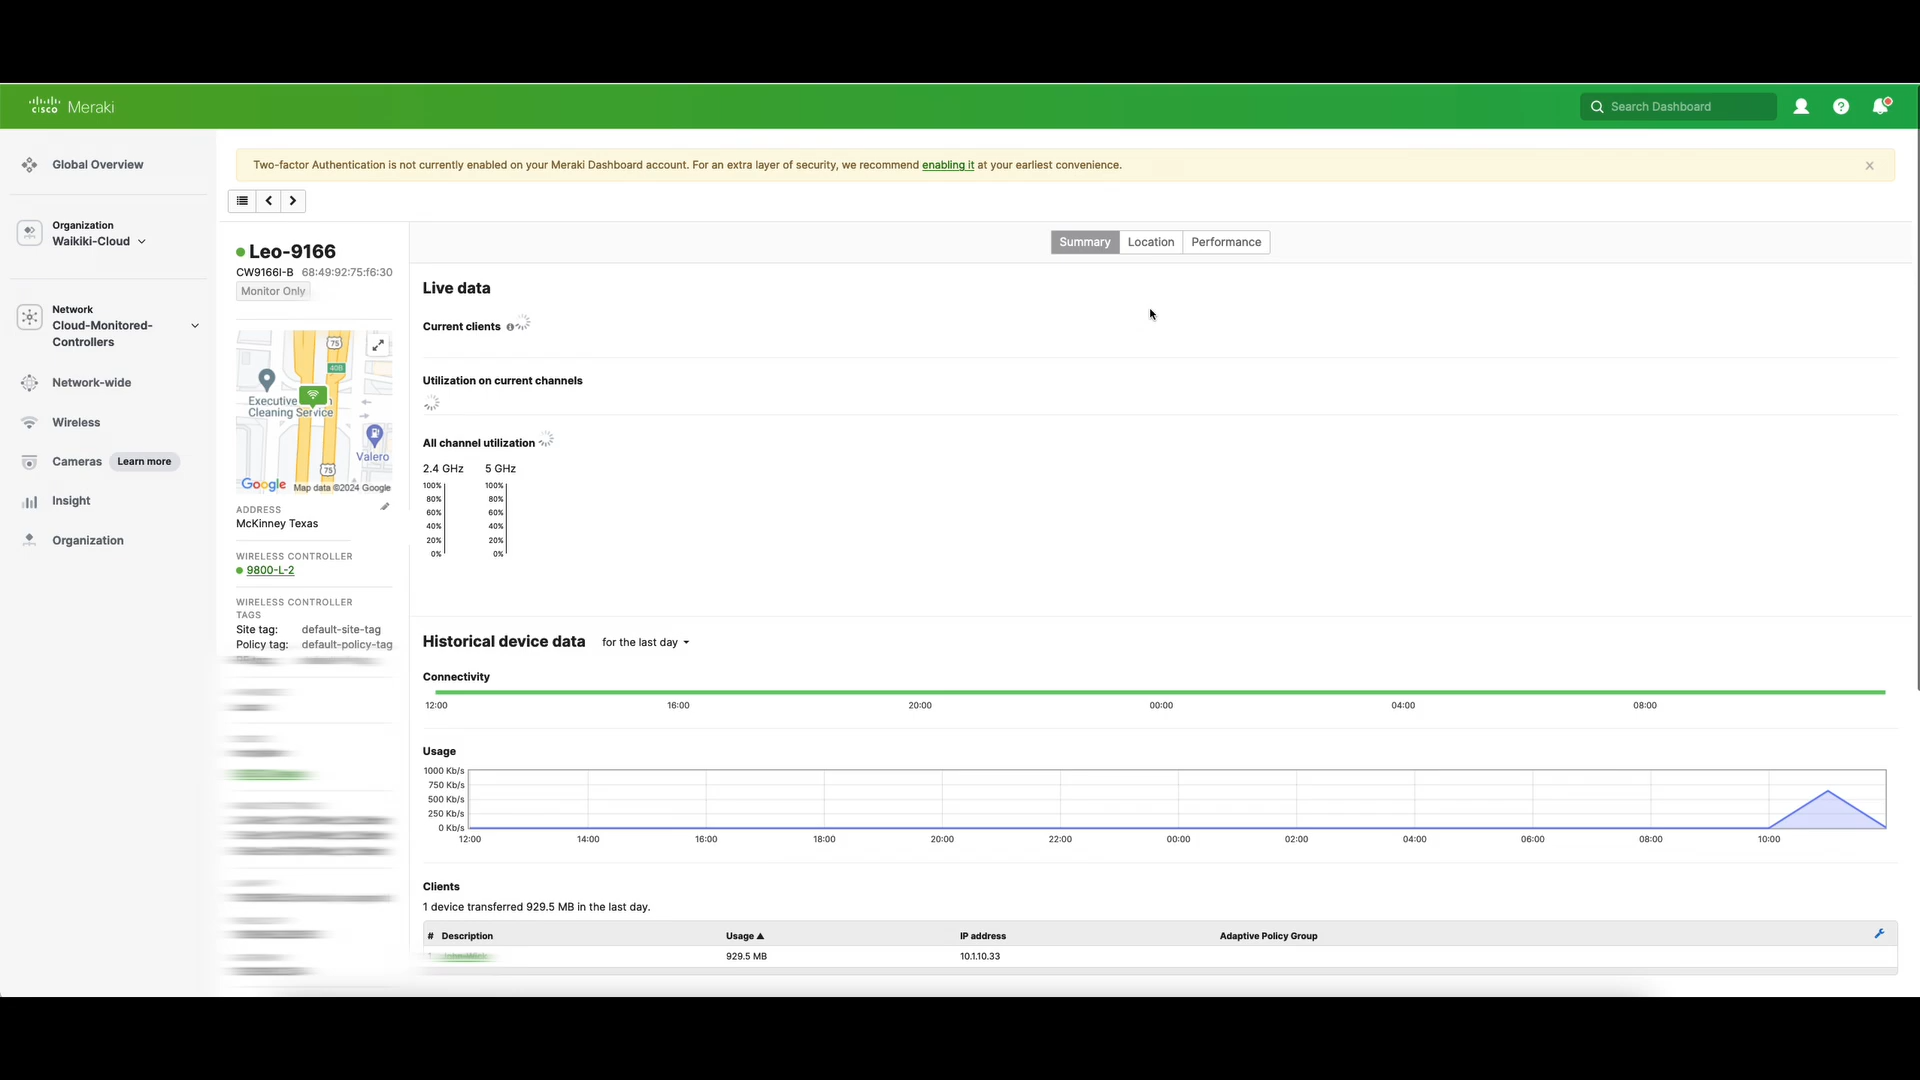 cisco Meraki
Search Dashboard
Global Overview
Organization
Waikiki-Cloud
Network
Cloud-Monitored-
Controllers
Network-wide
Wireless
Cameras Learn more
Insight
Organization
Two-factor Authentication is not currently enabled on your Meraki Dashboard account. For an extra layer of security, we recommend enabling it at your earliest convenience.
Leo-9166
CW9166I-B 68:49:92:75:f6:30
Monitor Only
75
40B
Executive
Cleaning Service
Valero
75
Google Map data ©2024 Google
ADDRESS
McKinney Texas
WIRELESS CONTROLLER
9800-L-2
WIRELESS CONTROLLER
TAGS
Site tag: default-site-tag
Policy tag: default-policy-tag
Summary Location Performance
Live data
Current clients
Utilization on current channels
All channel utilization
2.4 GHz 5 GHz
100% 100%
80% 80%
60% 60%
40% 40%
20% 20%
0% 0%
Historical device data for the last day
Connectivity
12:00 16:00 20:00 00:00 04:00 08:00
Usage
1000 Kb/s
750 Kb/s
500 Kb/s
250 Kb/s
0 Kb/s
12:00 14:00 16:00 18:00 20:00 22:00 00:00 02:00 04:00 06:00 08:00 10:00
Clients
1 device transferred 929.5 MB in the last day.
# Description Usage ▲ IP address Adaptive Policy Group
929.5 MB 10.1.10.33